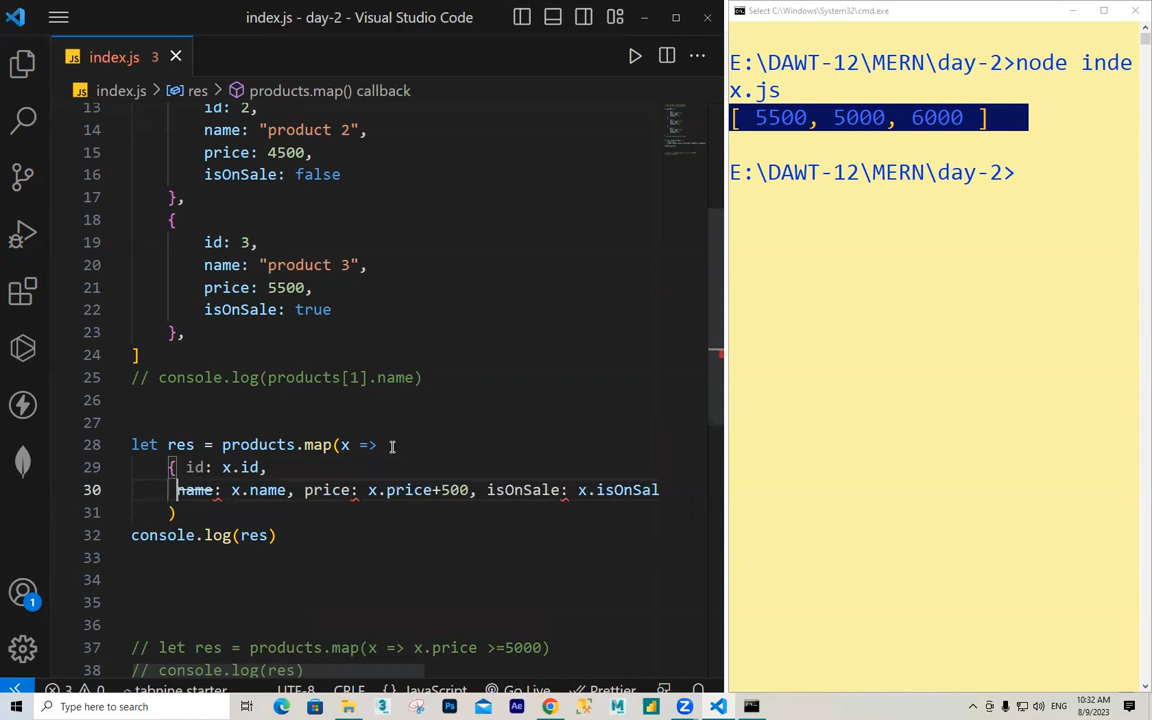 index.js - day-2 - Visual Studio Code
index.js 3
index.js > res > products.map() callback
13 id: 2,
14 name: "product 2",
15 price: 4500,
16 isOnSale: false
17 },
18 {
19 id: 3,
20 name: "product 3",
21 price: 5500,
22 isOnSale: true
23 },
24 ]
25 // console.log(products[1].name)
26
27
28 let res = products.map(x =>
29 { id: x.id,
30 name: x.name, price: x.price+500, isOnSale: x.isOnSal
31 )
32 console.log(res)
33
34
35
36
37 // let res = products.map(x => x.price >=5000)
38 // console.log(res)
1
3 0 tabnine starter UTF-8 CRLF JavaScript Go Live Prettier
Select C:\Windows\System32\cmd.exe
E:\DAWT-12\MERN\day-2>node inde
x.js
[ 5500, 5000, 6000 ]
E:\DAWT-12\MERN\day-2>
Type here to search
ENG
10:32 AM
8/9/2023